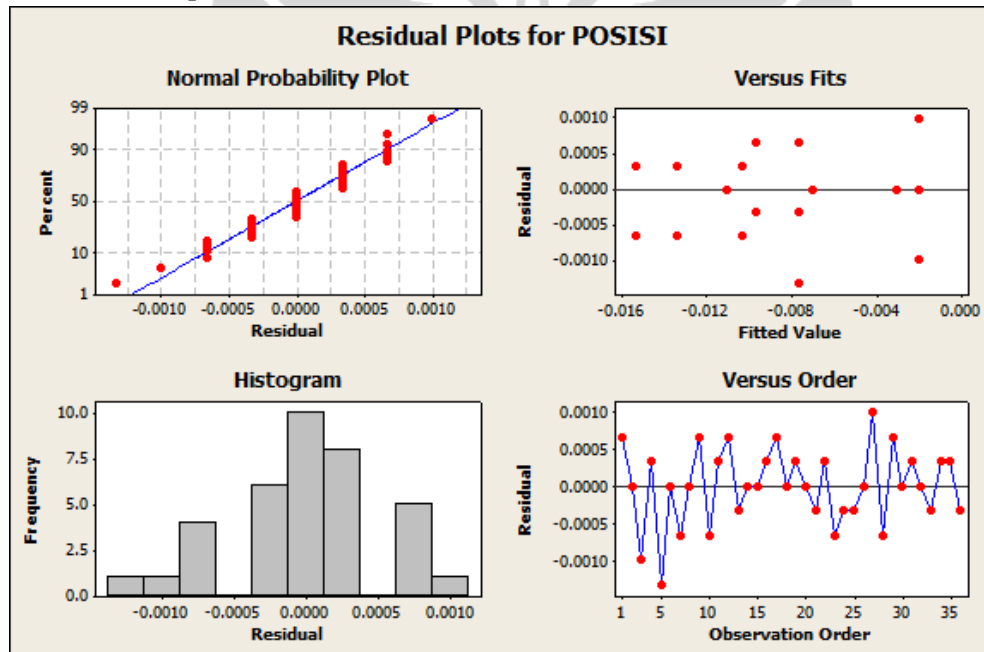 Residual Plots for POSISI
Normal Probability Plot
99
90
50
10
1
Percent
-0.0010 -0.0005 0.0000 0.0005 0.0010
Residual
Versus Fits
0.0010
0.0005
0.0000
-0.0005
-0.0010
Residual
-0.016 -0.012 -0.008 -0.004 0.000
Fitted Value
Histogram
10.0
7.5
5.0
2.5
0.0
Frequency
-0.0010 -0.0005 0.0000 0.0005 0.0010
Residual
Versus Order
0.0010
0.0005
0.0000
-0.0005
-0.0010
Residual
1 5 10 15 20 25 30 35
Observation Order